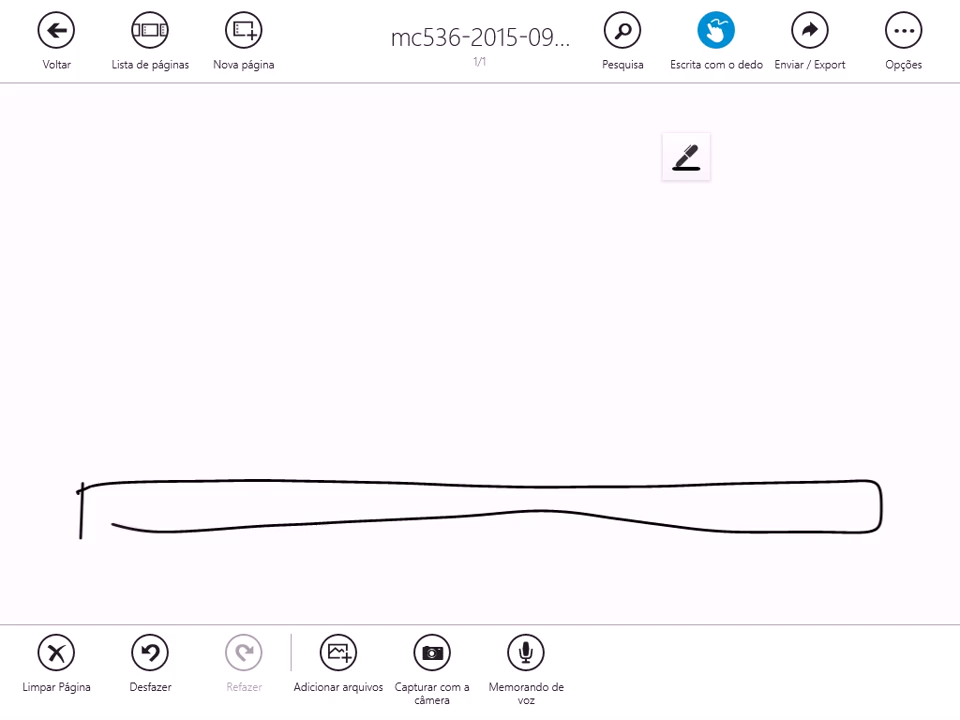 Voltar
Lista de páginas
Nova página
mc536-2015-09...
1/1
Pesquisa
Escrita com o dedo
Enviar / Export
Opções
Limpar Página
Desfazer
Refazer
Adicionar arquivos
Capturar com a
câmera
Memorando de
voz